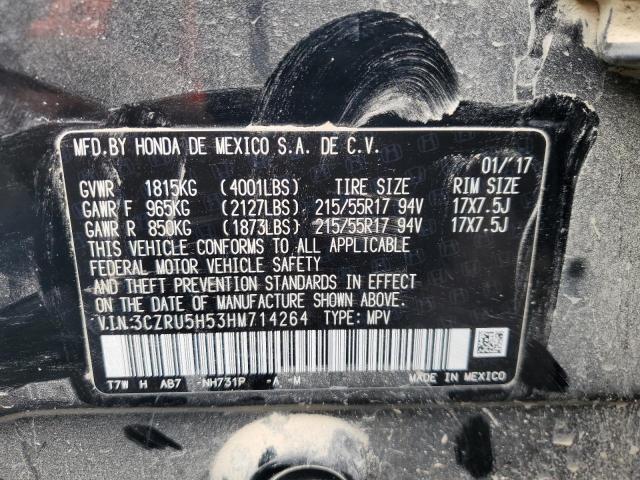 MFD.BY HONDA DE MEXICO S.A. DE C.V.
01/'17
GVWR 1815KG (4001LBS) TIRE SIZE RIM SIZE
GAWR F 965KG (2127LBS) 215/55R17 94V 17X7.5J
GAWR R 850KG (1873LBS) 215/55R17 94V 17X7.5J
THIS VEHICLE CONFORMS TO ALL APPLICABLE
FEDERAL MOTOR VEHICLE SAFETY
AND THEFT PREVENTION STANDARDS IN EFFECT
ON THE DATE OF MANUFACTURE SHOWN ABOVE.
V.I.N:3CZRU5H53HM714264 TYPE: MPV
T7W H AB7 -NH731P -A M
MADE IN MEXICO